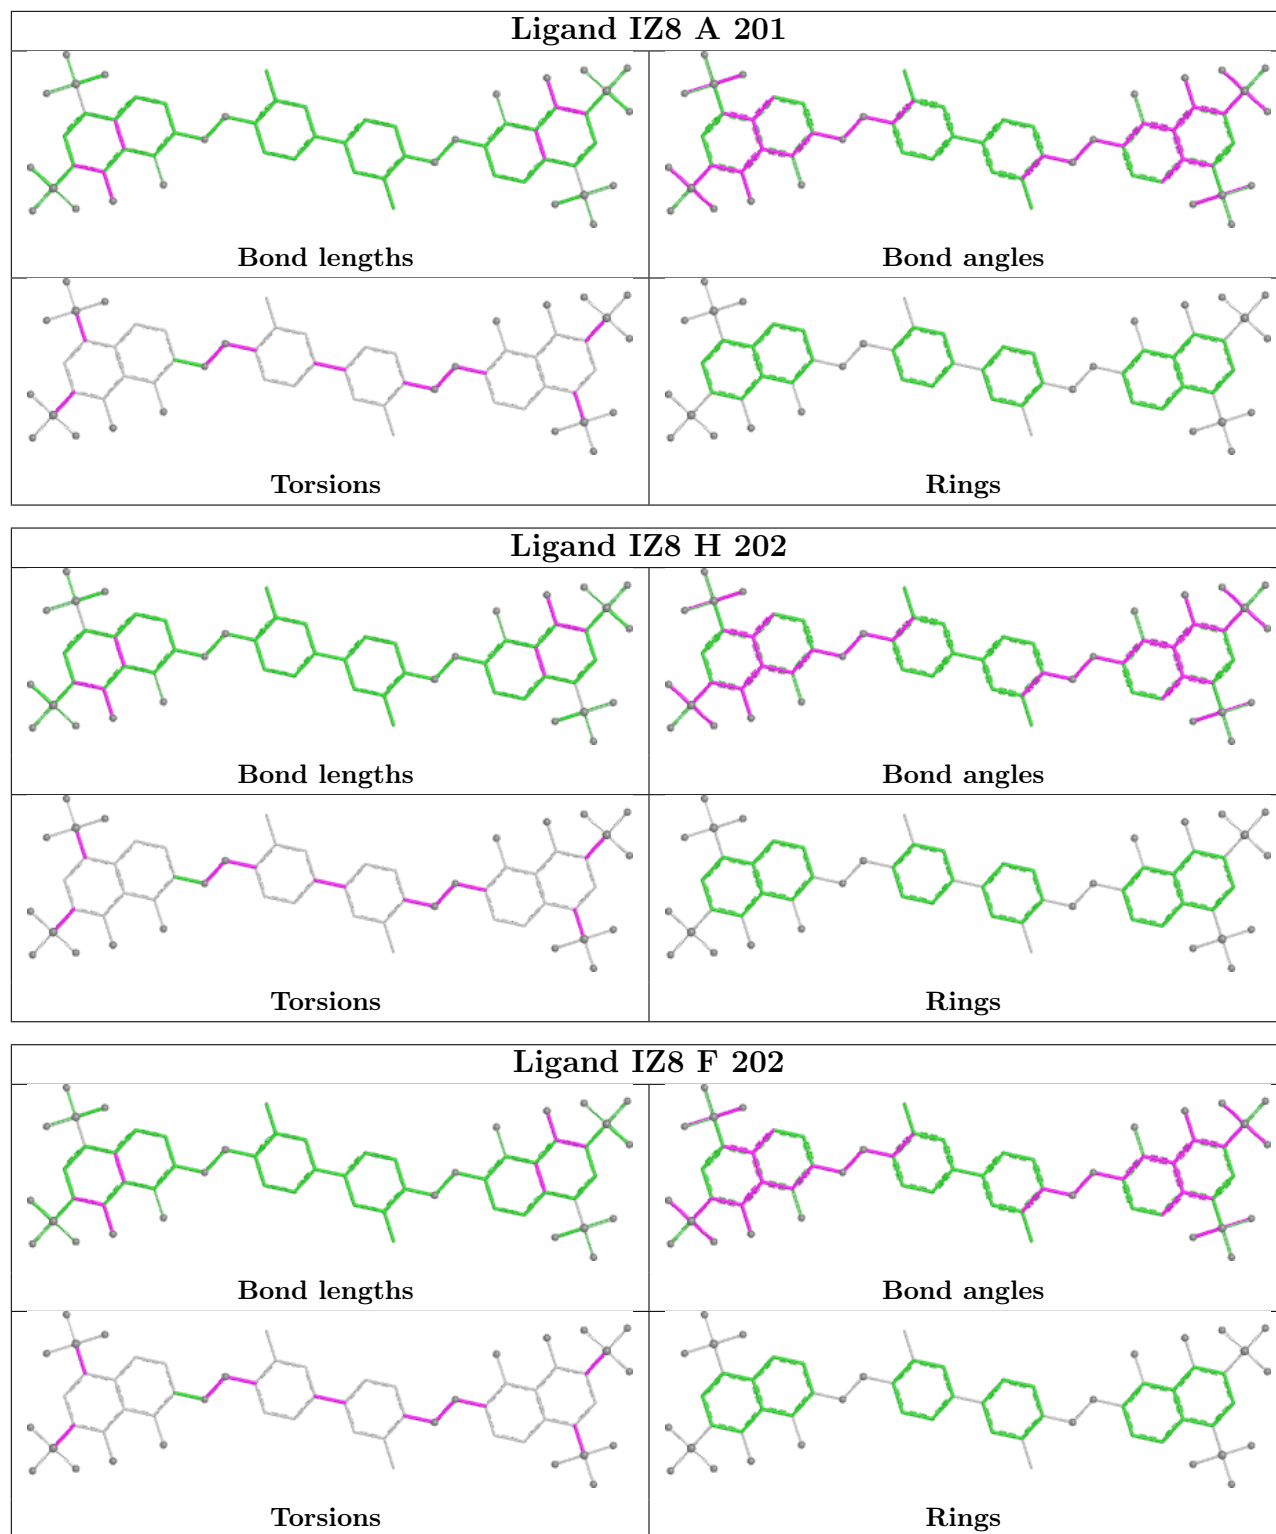 Ligand IZ8 A 201
Bond lengths
Bond angles
Torsions
Rings
Ligand IZ8 H 202
Bond lengths
Bond angles
Torsions
Rings
Ligand IZ8 F 202
Bond lengths
Bond angles
Torsions
Rings